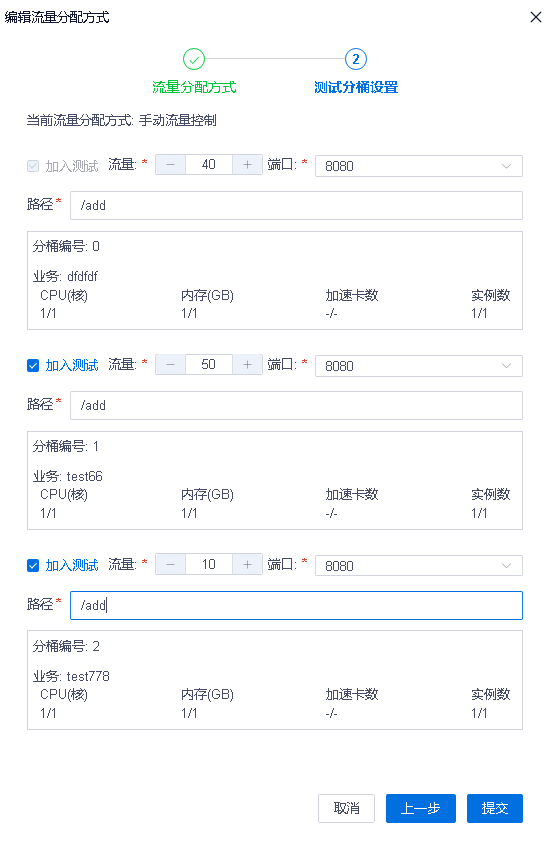 编辑流量分配方式
2
流量分配方式 测试分桶设置
当前流量分配方式: 手动流量控制
加入测试 流量: * − 40 + 端口: * 8080
路径* /add
分桶编号: 0
业务: dfdfdf
CPU(核) 内存(GB) 加速卡数 实例数
1/1 1/1 -/- 1/1
加入测试 流量: * − 50 + 端口: * 8080
路径* /add
分桶编号: 1
业务: test66
CPU(核) 内存(GB) 加速卡数 实例数
1/1 1/1 -/- 1/1
加入测试 流量: * − 10 + 端口: * 8080
路径* /add
分桶编号: 2
业务: test778
CPU(核) 内存(GB) 加速卡数 实例数
1/1 1/1 -/- 1/1
取消 上一步 提交